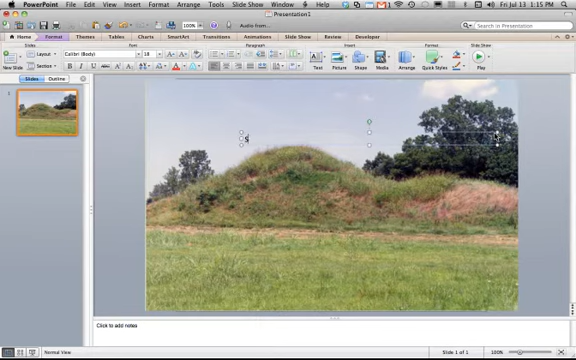 PowerPoint File Edit View Insert Format Arrange Tools Slide Show Window Help Fri Jul 13 1:15 PM
Presentation1
190% Audio from... Search in Presentation
Home Format Themes Tables Charts SmartArt Transitions Animations Slide Show Review Developer
Slides Font Paragraph Insert Format Slide Show
New Slide Layout Section Calibri (Body) 18 Text Picture Shape Media Arrange Quick Styles Play
Slides Outline
1
S
Click to add notes
Normal View Slide 1 of 1 100%